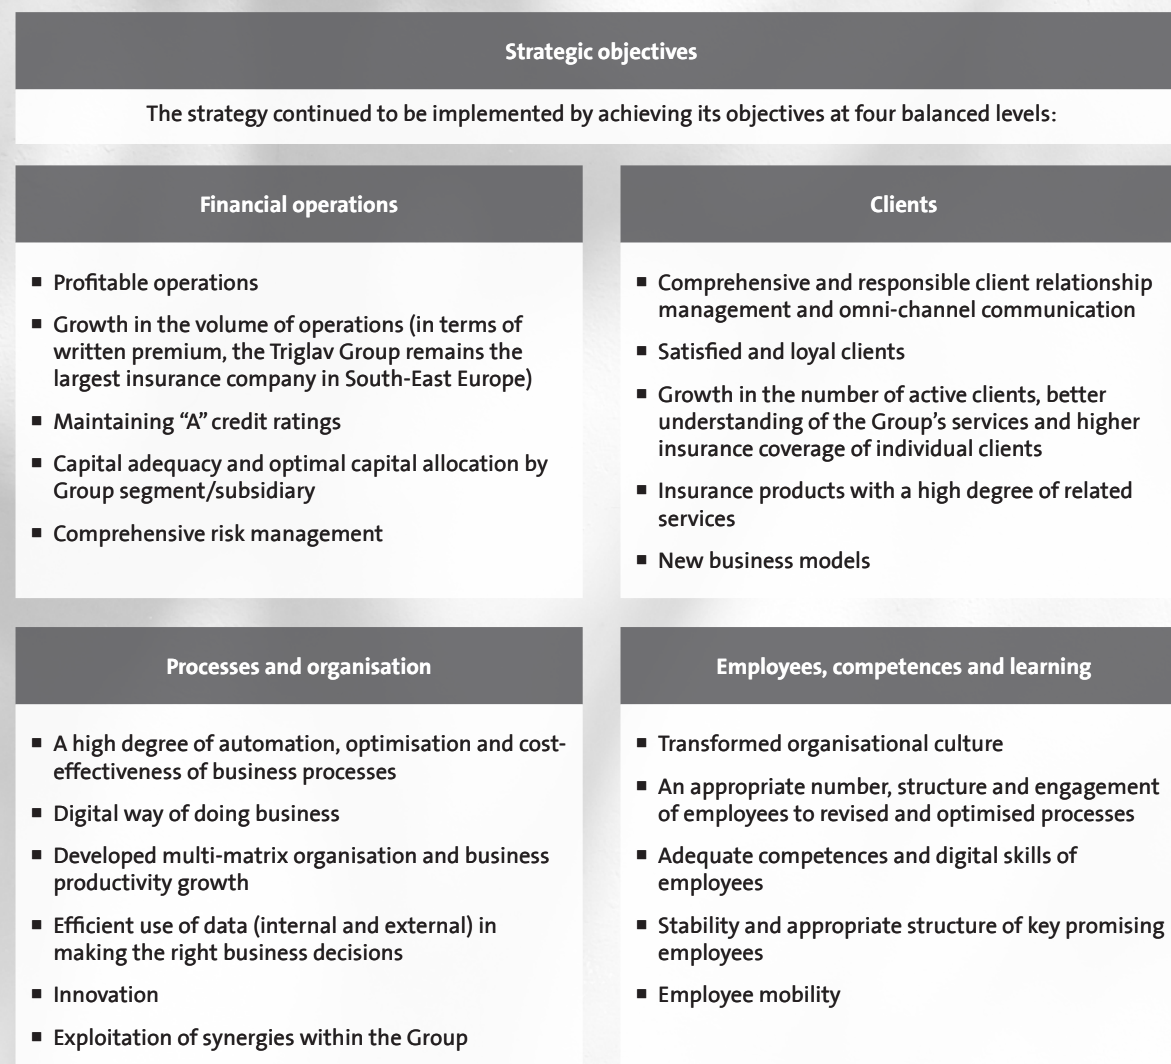 Strategic objectives
The strategy continued to be implemented by achieving its objectives at four balanced levels:
Financial operations
■ Profitable operations
■ Growth in the volume of operations (in terms of
written premium, the Triglav Group remains the
largest insurance company in South-East Europe)
■ Maintaining “A” credit ratings
■ Capital adequacy and optimal capital allocation by
Group segment/subsidiary
■ Comprehensive risk management
Clients
■ Comprehensive and responsible client relationship
management and omni-channel communication
■ Satisfied and loyal clients
■ Growth in the number of active clients, better
understanding of the Group’s services and higher
insurance coverage of individual clients
■ Insurance products with a high degree of related
services
■ New business models
Processes and organisation
■ A high degree of automation, optimisation and cost-
effectiveness of business processes
■ Digital way of doing business
■ Developed multi-matrix organisation and business
productivity growth
■ Efficient use of data (internal and external) in
making the right business decisions
■ Innovation
■ Exploitation of synergies within the Group
Employees, competences and learning
■ Transformed organisational culture
■ An appropriate number, structure and engagement
of employees to revised and optimised processes
■ Adequate competences and digital skills of
employees
■ Stability and appropriate structure of key promising
employees
■ Employee mobility